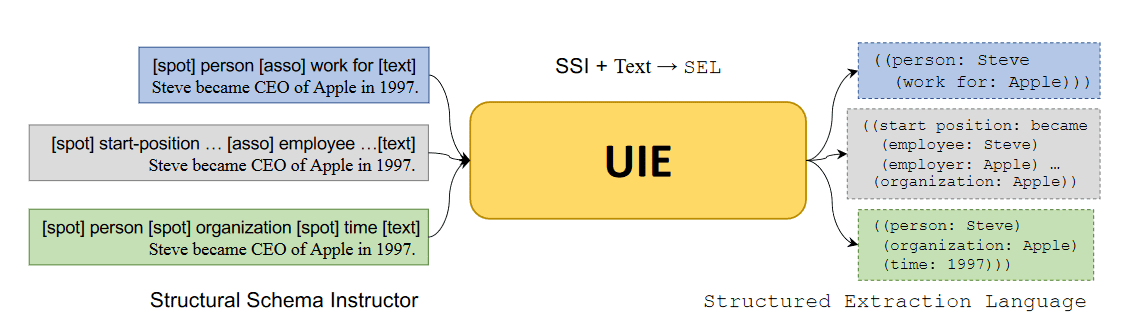 [spot] person [asso] work for [text]
Steve became CEO of Apple in 1997.
[spot] start-position … [asso] employee …[text]
Steve became CEO of Apple in 1997.
[spot] person [spot] organization [spot] time [text]
Steve became CEO of Apple in 1997.
Structural Schema Instructor
SSI + Text → SEL
UIE
((person: Steve
(work for: Apple)))
((start position: became
(employee: Steve)
(employer: Apple) …
(organization: Apple))
((person: Steve)
(organization: Apple)
(time: 1997)))
Structured Extraction Language